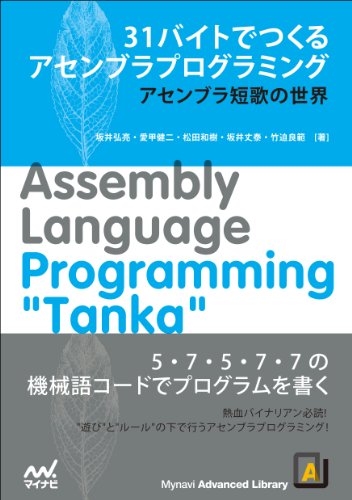 31バイトでつくる
アセンブラプログラミング
アセンブラ短歌の世界
坂井弘亮・愛甲健二・松田和樹・坂井丈泰・竹迫良範 [著]
Assembly
Language
Programming
"Tanka"
5・7・5・7・7の
機械語コードでプログラムを書く
熱血バイナリアン必読!
"遊び"と"ルール"の下で行うアセンブラプログラミング!
マイナビ
Mynavi Advanced Library
A